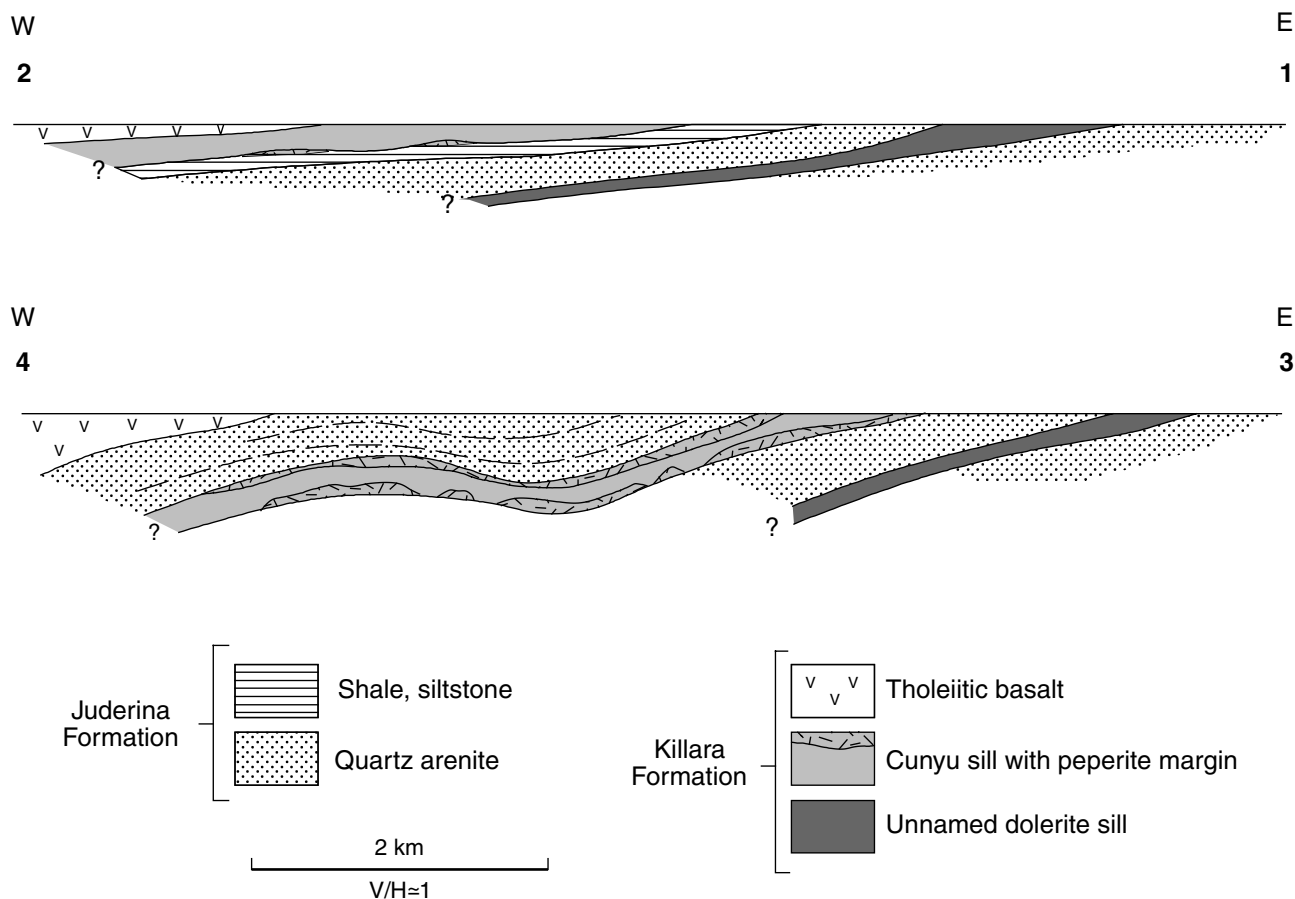 W
E
2
1
v v v v v
?
?
W
E
4
3
v v v v v
v
?
?
Juderina
Formation
Shale, siltstone
Quartz arenite
Killara
Formation
v v
v
Tholeiitic basalt
Cunyu sill with peperite margin
Unnamed dolerite sill
2 km
V/H≃1